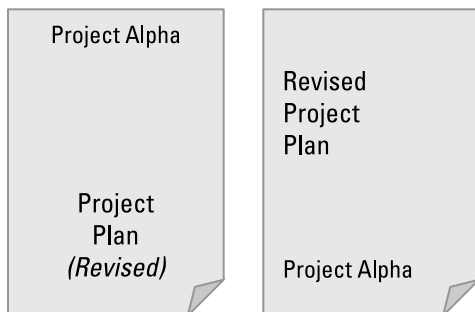 Project Alpha
Project
Plan
(Revised)
Revised
Project
Plan
Project Alpha